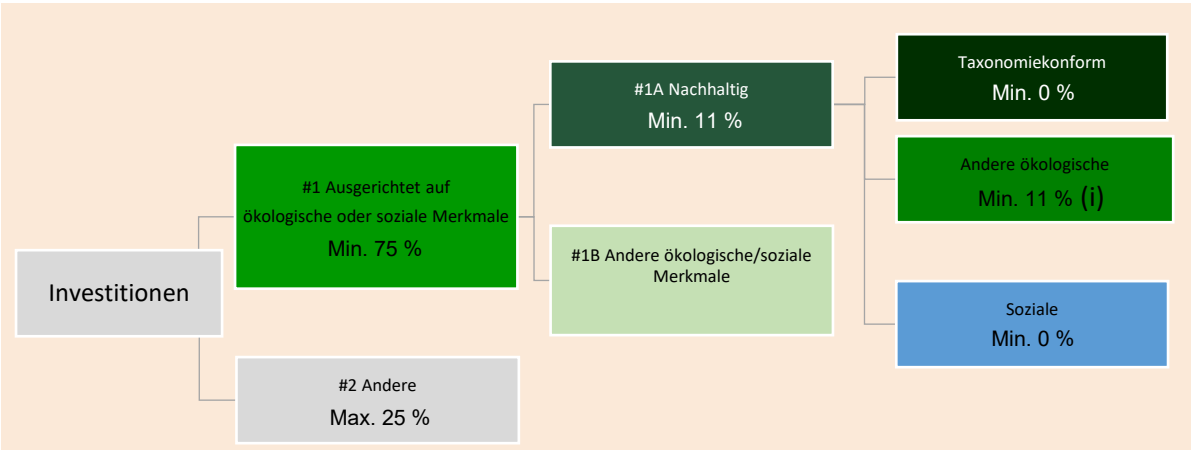 Investitionen
#1 Ausgerichtet auf
ökologische oder soziale Merkmale
Min. 75 %
#2 Andere
Max. 25 %
#1A Nachhaltig
Min. 11 %
#1B Andere ökologische/soziale
Merkmale
Taxonomiekonform
Min. 0 %
Andere ökologische
Min. 11 % (i)
Soziale
Min. 0 %